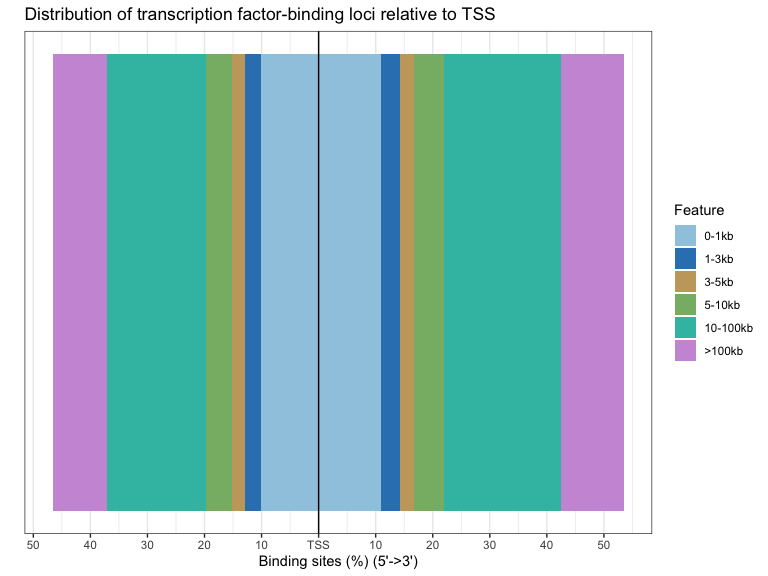 Distribution of transcription factor-binding loci relative to TSS
Feature
0-1kb
1-3kb
3-5kb
5-10kb
10-100kb
>100kb
50 40 30 20 10 TSS 10 20 30 40 50
Binding sites (%) (5'->3')